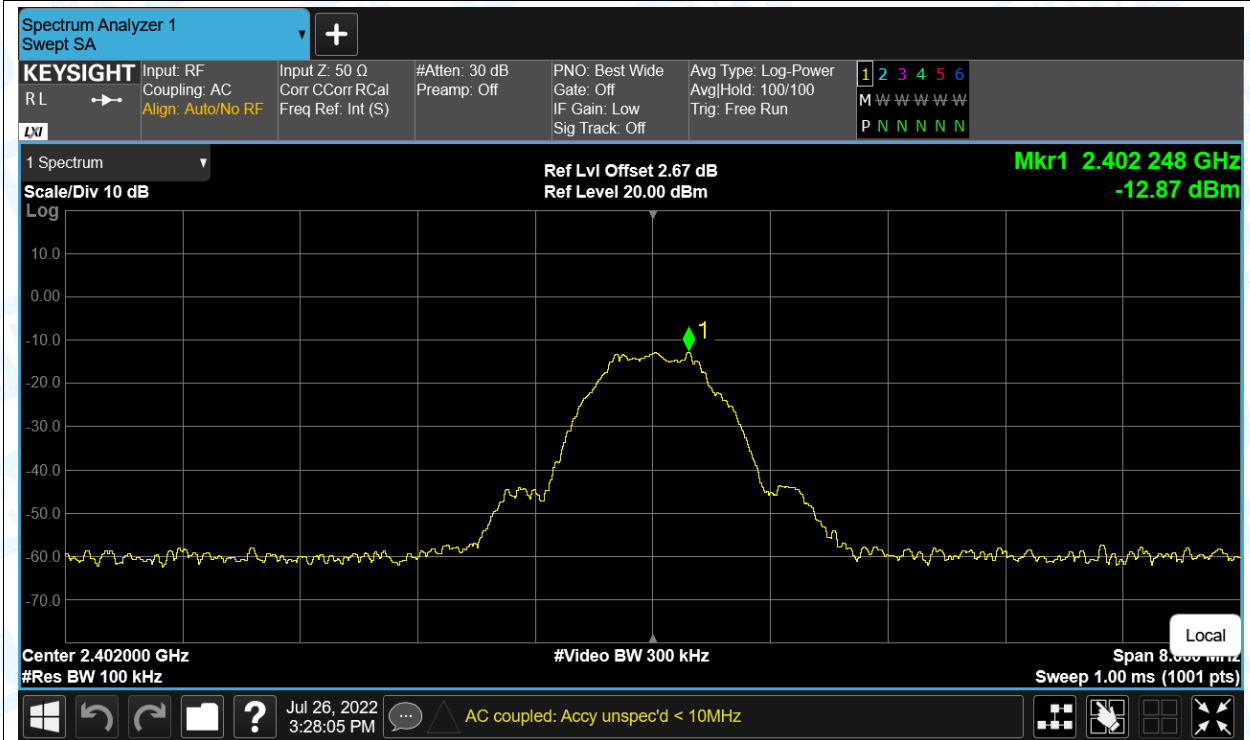 Spectrum Analyzer 1
Swept SA
KEYSIGHT
R L
LXI
Input: RF
Coupling: AC
Align: Auto/No RF
Input Z: 50 Ω
Corr CCorr RCal
Freq Ref: Int (S)
#Atten: 30 dB
Preamp: Off
PNO: Best Wide
Gate: Off
IF Gain: Low
Sig Track: Off
Avg Type: Log-Power
Avg|Hold: 100/100
Trig: Free Run
1 2 3 4 5 6
M W W W W W W
P N N N N N N
1 Spectrum
Scale/Div 10 dB
Log
Ref Lvl Offset 2.67 dB
Ref Level 20.00 dBm
Mkr1 2.402 248 GHz
-12.87 dBm
10.0
0.00
-10.0
-20.0
-30.0
-40.0
-50.0
-60.0
-70.0
1
Center 2.402000 GHz
#Res BW 100 kHz
#Video BW 300 kHz
Local
Span 8.000 MHz
Sweep 1.00 ms (1001 pts)
?
Jul 26, 2022
3:28:05 PM
AC coupled: Accy unspec'd < 10MHz